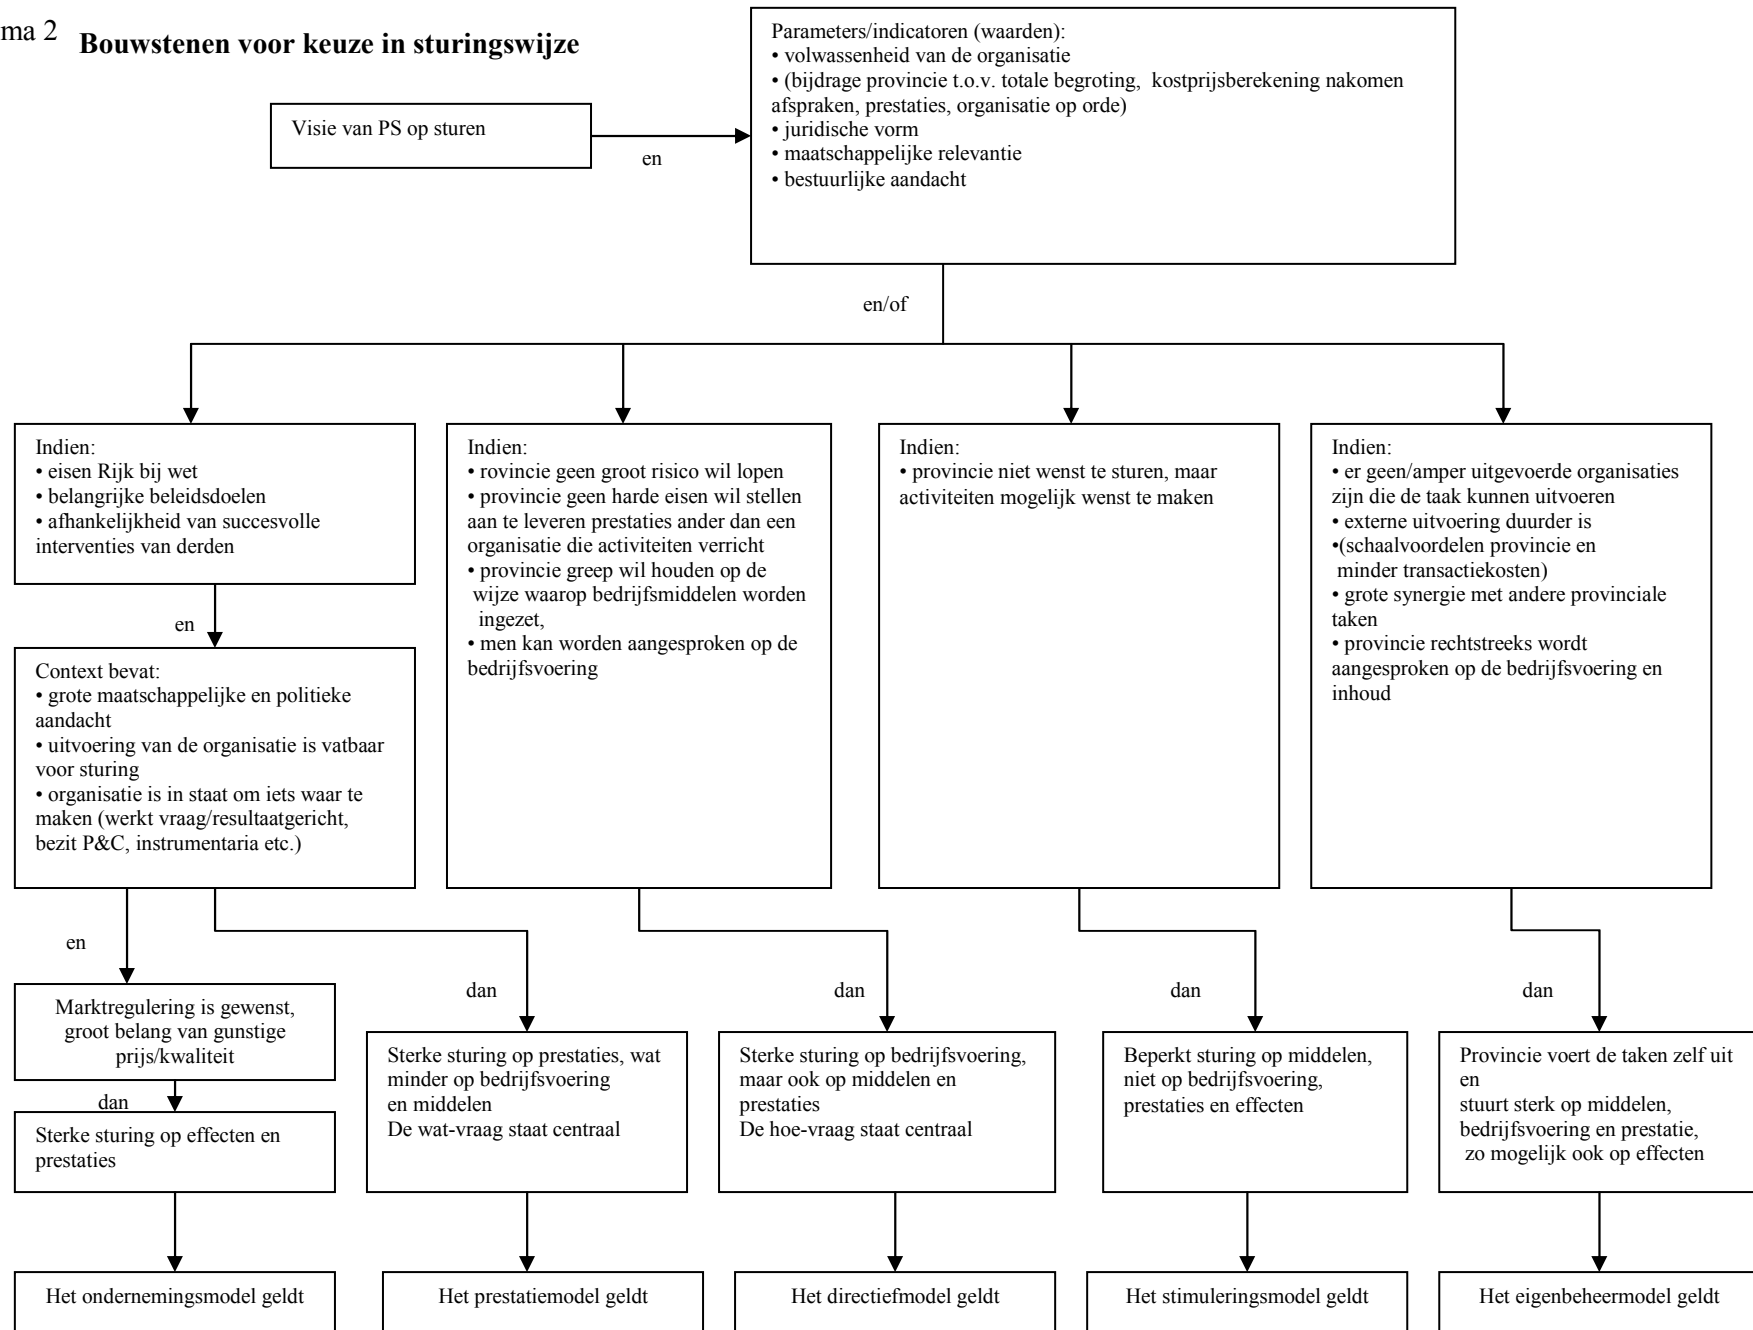 ma 2
Bouwstenen voor keuze in sturingswijze
Visie van PS op sturen
en
Parameters/indicatoren (waarden):
• volwassenheid van de organisatie
• (bijdrage provincie t.o.v. totale begroting, kostprijsberekening nakomen
afspraken, prestaties, organisatie op orde)
• juridische vorm
• maatschappelijke relevantie
• bestuurlijke aandacht
en/of
Indien:
• eisen Rijk bij wet
• belangrijke beleidsdoelen
• afhankelijkheid van succesvolle
interventies van derden
en
Context bevat:
• grote maatschappelijke en politieke
aandacht
• uitvoering van de organisatie is vatbaar
voor sturing
• organisatie is in staat om iets waar te
maken (werkt vraag/resultaatgericht,
bezit P&C, instrumentaria etc.)
Indien:
• rovincie geen groot risico wil lopen
• provincie geen harde eisen wil stellen
aan te leveren prestaties ander dan een
organisatie die activiteiten verricht
• provincie greep wil houden op de
wijze waarop bedrijfsmiddelen worden
ingezet,
• men kan worden aangesproken op de
bedrijfsvoering
Indien:
• provincie niet wenst te sturen, maar
activiteiten mogelijk wenst te maken
Indien:
• er geen/amper uitgevoerde organisaties
zijn die de taak kunnen uitvoeren
• externe uitvoering duurder is
•(schaalvoordelen provincie en
minder transactiekosten)
• grote synergie met andere provinciale
taken
• provincie rechtstreeks wordt
aangesproken op de bedrijfsvoering en
inhoud
en
dan
dan
dan
dan
Marktregulering is gewenst,
groot belang van gunstige
prijs/kwaliteit
dan
Sterke sturing op effecten en
prestaties
Sterke sturing op prestaties, wat
minder op bedrijfsvoering
en middelen
De wat-vraag staat centraal
Sterke sturing op bedrijfsvoering,
maar ook op middelen en
prestaties
De hoe-vraag staat centraal
Beperkt sturing op middelen,
niet op bedrijfsvoering,
prestaties en effecten
Provincie voert de taken zelf uit
en
stuurt sterk op middelen,
bedrijfsvoering en prestatie,
zo mogelijk ook op effecten
Het ondernemingsmodel geldt
Het prestatiemodel geldt
Het directiefmodel geldt
Het stimuleringsmodel geldt
Het eigenbeheermodel geldt